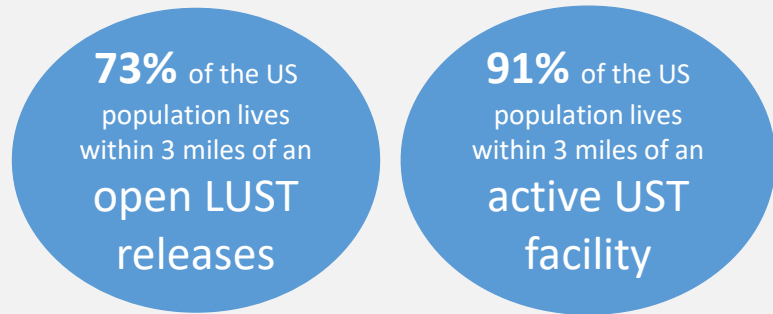 73% of the US
population lives
within 3 miles of an
open LUST
releases
91% of the US
population lives
within 3 miles of an
active UST
facility